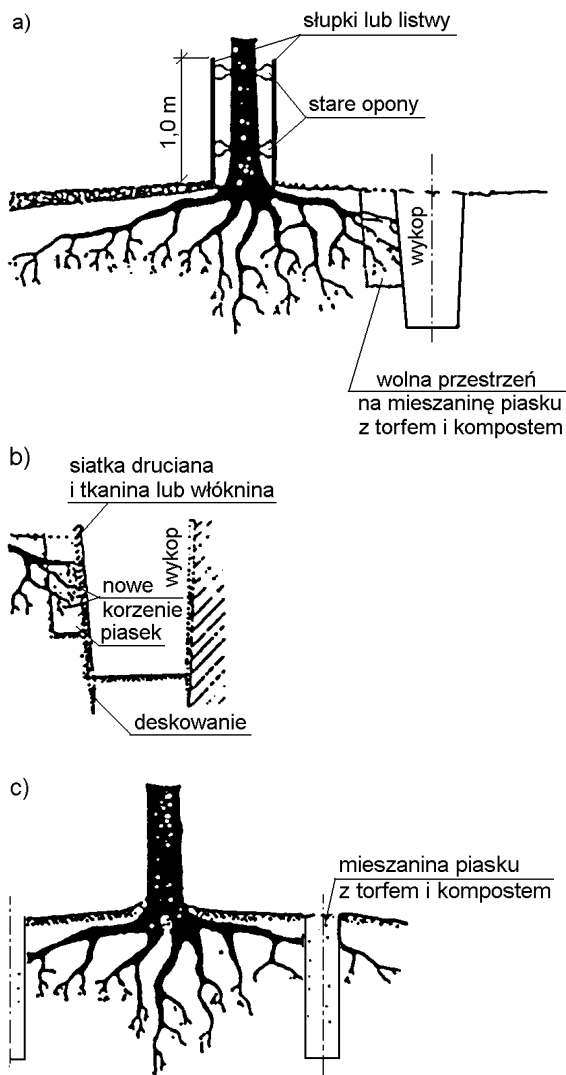 a)
słupki lub listwy
1,0 m
stare opony
wykop
wolna przestrzeń
na mieszaninę piasku
z torfem i kompostem
b)
siatka druciana
i tkanina lub włóknina
wykop
nowe
korzenie
piasek
deskowanie
c)
mieszanina piasku
z torfem i kompostem